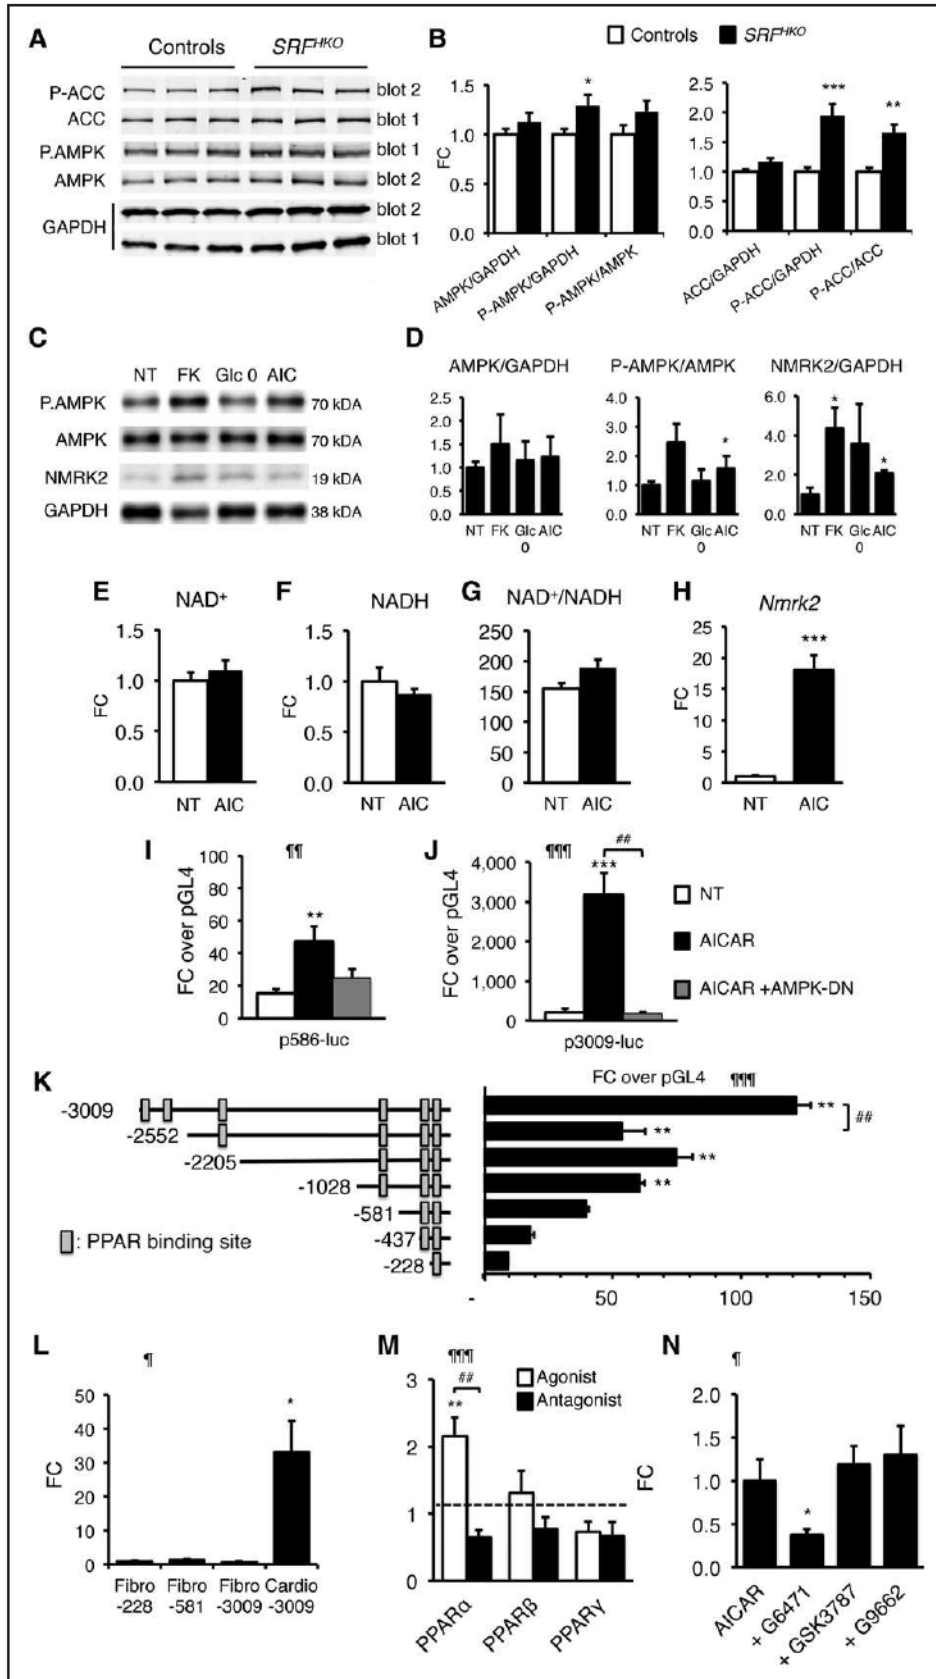 A
Controls
SRF^HKO
P-ACC
blot 2
ACC
blot 1
P.AMPK
blot 1
AMPK
blot 2
GAPDH
blot 2
blot 1
B
Controls
SRF^HKO
FC
1.5
1.0
0.5
0.0
*
AMPK/GAPDH
P-AMPK/GAPDH
P-AMPK/AMPK
2.5
2.0
1.5
1.0
0.5
0.0
***
**
ACC/GAPDH
P-ACC/GAPDH
P-ACC/ACC
C
NT FK Glc 0 AIC
P.AMPK
70 kDA
AMPK
70 kDA
NMRK2
19 kDA
GAPDH
38 kDA
D
AMPK/GAPDH
2.5
2.0
1.5
1.0
0.5
0.0
NT FK Glc 0 AIC
P-AMPK/AMPK
4.0
3.0
2.0
1.0
0.0
*
NT FK Glc 0 AIC
NMRK2/GAPDH
6.0
4.0
2.0
0.0
*
*
NT FK Glc 0 AIC
E
NAD+
FC
1.5
1.0
0.5
0.0
NT AIC
F
NADH
FC
1.5
1.0
0.5
0.0
NT AIC
G
NAD+/NADH
250
200
150
100
50
0
NT AIC
H
Nmrk2
FC
25
20
15
10
5
0
***
NT AIC
I
¶¶
FC over pGL4
100
80
60
40
20
0
**
p586-luc
J
¶¶¶
##
***
FC over pGL4
4,000
3,000
2,000
1,000
0
p3009-luc
NT
AICAR
AICAR +AMPK-DN
K
FC over pGL4 ¶¶¶
-3009
**
##
-2552
**
-2205
**
-1028
**
-581
-437
-228
: PPAR binding site
-
50
100
150
L
¶
FC
50
40
30
20
10
0
*
Fibro Fibro Fibro Cardio
-228 -581 -3009 -3009
M
¶¶¶
##
**
3
2
1
0
Agonist
Antagonist
PPARα
PPARβ
PPARγ
N
¶
FC
2.0
1.5
1.0
0.5
0.0
*
AICAR
+ G6471
+ GSK3787
+ G9662